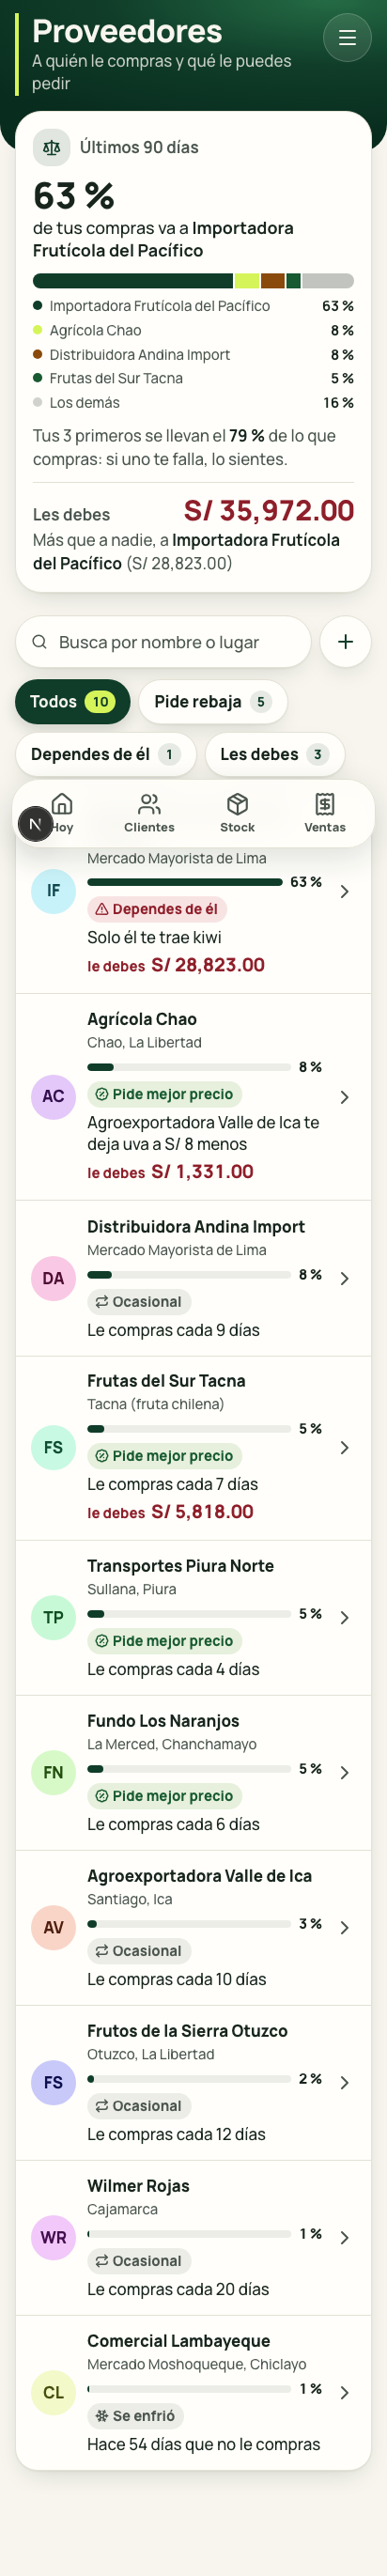 Proveedores
A quién le compras y qué le puedes
pedir
Últimos 90 días
63 %
de tus compras va a Importadora
Frutícola del Pacífico
Importadora Frutícola del Pacífico 63 %
Agrícola Chao 8 %
Distribuidora Andina Import 8 %
Frutas del Sur Tacna 5 %
Los demás 16 %
Tus 3 primeros se llevan el 79 % de lo que
compras: si uno te falla, lo sientes.
Les debes S/ 35,972.00
Más que a nadie, a Importadora Frutícola
del Pacífico (S/ 28,823.00)
Busca por nombre o lugar
Todos 10 Pide rebaja 5
Dependes de él 1 Les debes 3
N
Hoy Clientes Stock Ventas
Mercado Mayorista de Lima
IF
63 %
Dependes de él
Solo él te trae kiwi
le debes S/ 28,823.00
Agrícola Chao
Chao, La Libertad
8 %
AC
Pide mejor precio
Agroexportadora Valle de Ica te
deja uva a S/ 8 menos
le debes S/ 1,331.00
Distribuidora Andina Import
Mercado Mayorista de Lima
DA
8 %
Ocasional
Le compras cada 9 días
Frutas del Sur Tacna
Tacna (fruta chilena)
5 %
FS
Pide mejor precio
Le compras cada 7 días
le debes S/ 5,818.00
Transportes Piura Norte
Sullana, Piura
TP
5 %
Pide mejor precio
Le compras cada 4 días
Fundo Los Naranjos
La Merced, Chanchamayo
FN
5 %
Pide mejor precio
Le compras cada 6 días
Agroexportadora Valle de Ica
Santiago, Ica
AV
3 %
Ocasional
Le compras cada 10 días
Frutos de la Sierra Otuzco
Otuzco, La Libertad
FS
2 %
Ocasional
Le compras cada 12 días
Wilmer Rojas
Cajamarca
WR
1 %
Ocasional
Le compras cada 20 días
Comercial Lambayeque
Mercado Moshoqueque, Chiclayo
CL
1 %
Se enfrió
Hace 54 días que no le compras